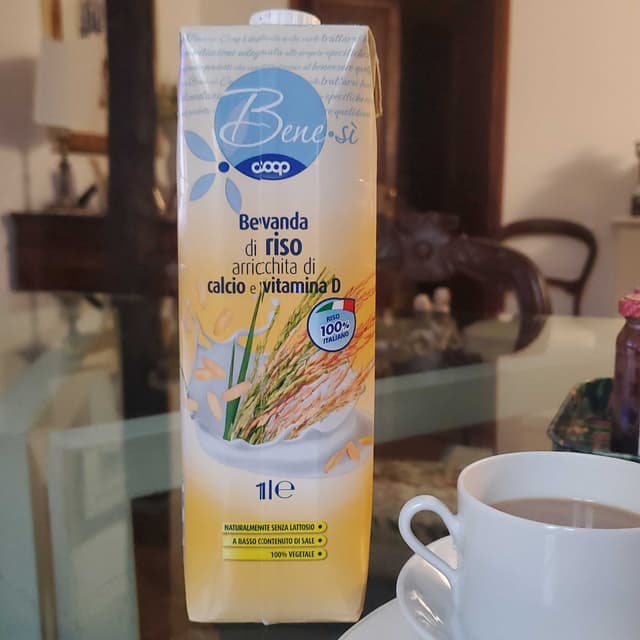 Bene.sì
coop
Bevanda
di riso
arricchita di
calcio e vitamina D
RISO
100%
ITALIANO
1l e
NATURALMENTE SENZA LATTOSIO
A BASSO CONTENUTO DI SALE
100% VEGETALE